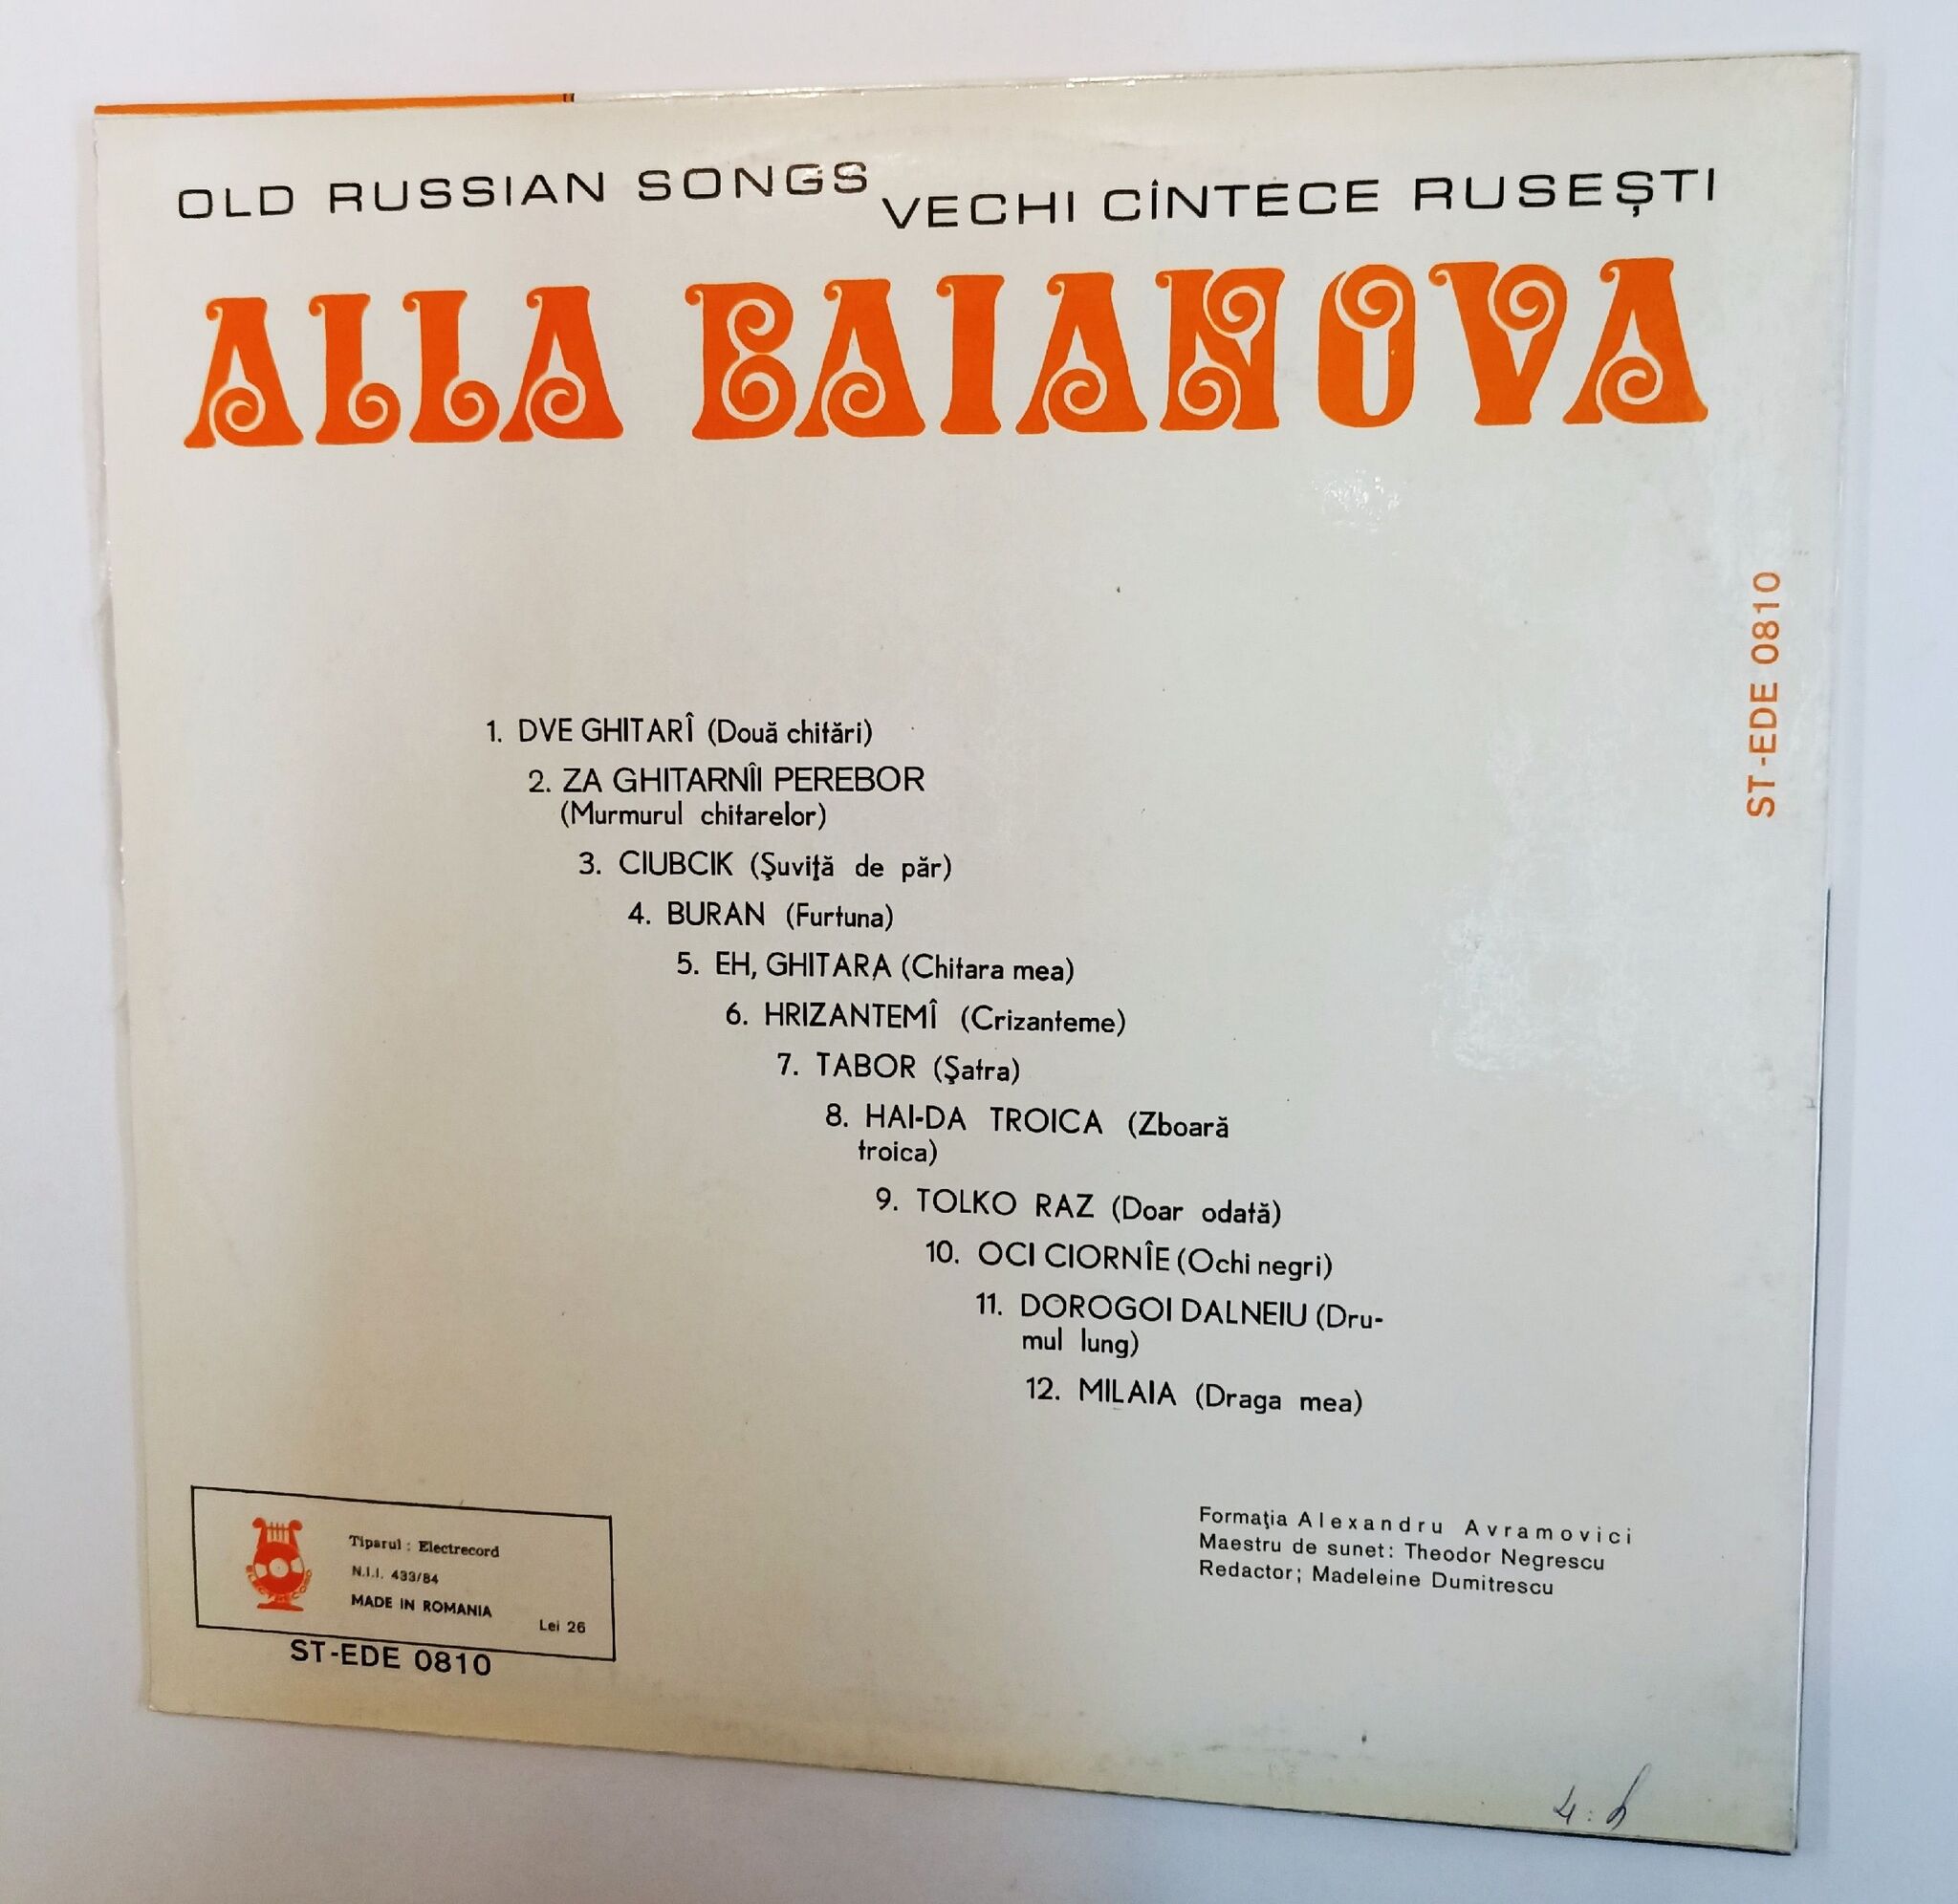 OLD RUSSIAN SONGS VECHI CÎNTECE RUSEȘTI
ALLA BAIANOVA
ST-EDE 0810
1. DVE GHITARÎ (Două chitări)
2. ZA GHITARNÎI PEREBOR
(Murmurul chitarelor)
3. CIUBCIK (Şuviţă de păr)
4. BURAN (Furtuna)
5. EH, GHITARA (Chitara mea)
6. HRIZANTEMÎ (Crizanteme)
7. TABOR (Şatra)
8. HAI-DA TROICA (Zboară
troica)
9. TOLKO RAZ (Doar odată)
10. OCI CIORNÎE (Ochi negri)
11. DOROGOI DALNEIU (Dru-
mul lung)
12. MILAIA (Draga mea)
Formaţia Alexandru Avramovici
Maestru de sunet: Theodor Negrescu
Redactor; Madeleine Dumitrescu
ELECTRECORD
Tiparul : Electrecord
N.I.I. 433/84
MADE IN ROMANIA
Lei 26
ST-EDE 0810